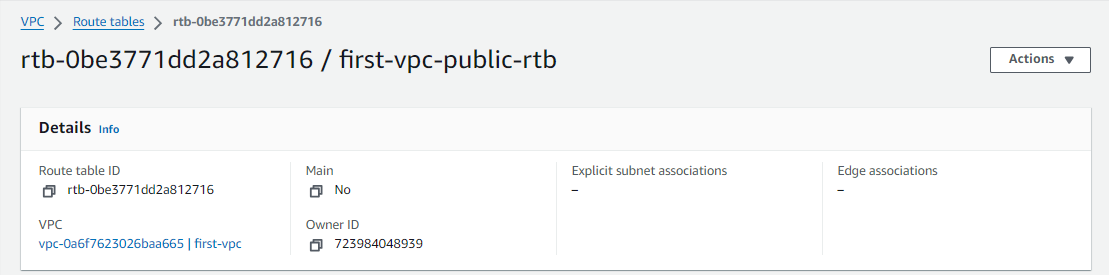 VPC > Route tables > rtb-0be3771dd2a812716
rtb-0be3771dd2a812716 / first-vpc-public-rtb
Actions
Details Info
Route table ID
rtb-0be3771dd2a812716
Main
No
Explicit subnet associations
–
Edge associations
–
VPC
vpc-0a6f7623026baa665 | first-vpc
Owner ID
723984048939